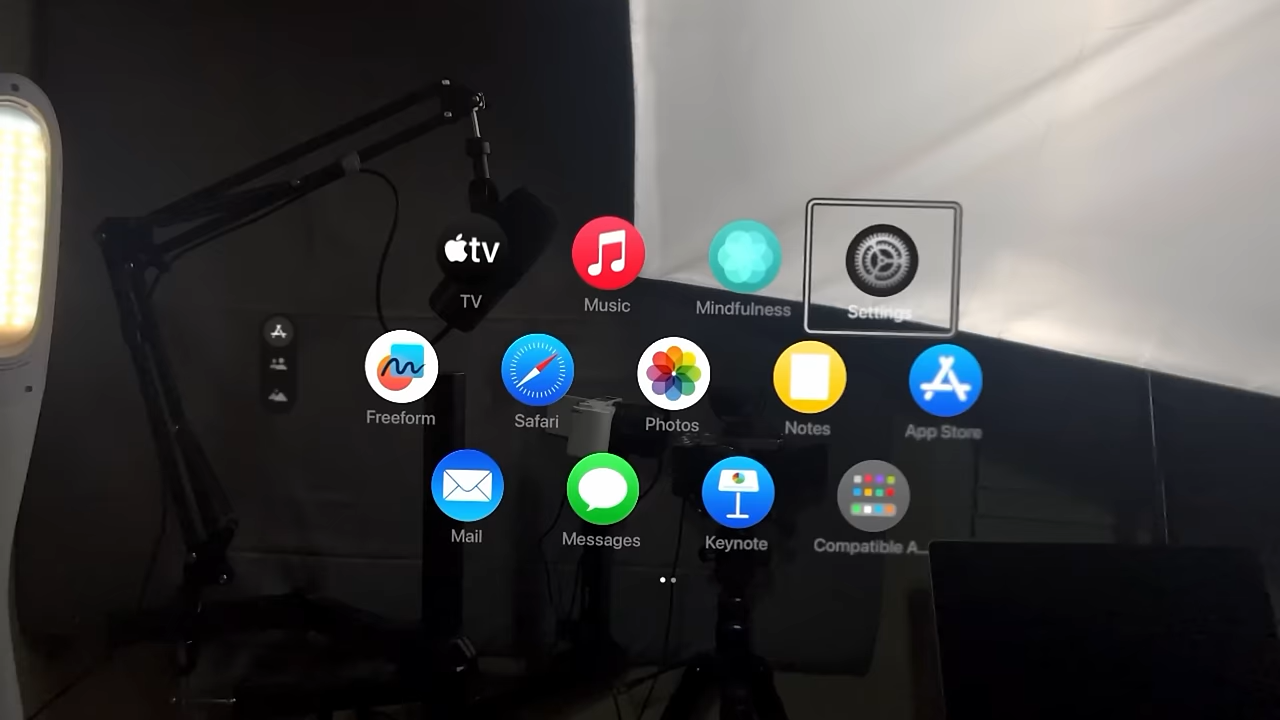 tv
TV
Music
Mindfulness
Settings
Freeform
Safari
Photos
Notes
App Store
Mail
Messages
Keynote
Compatible A...